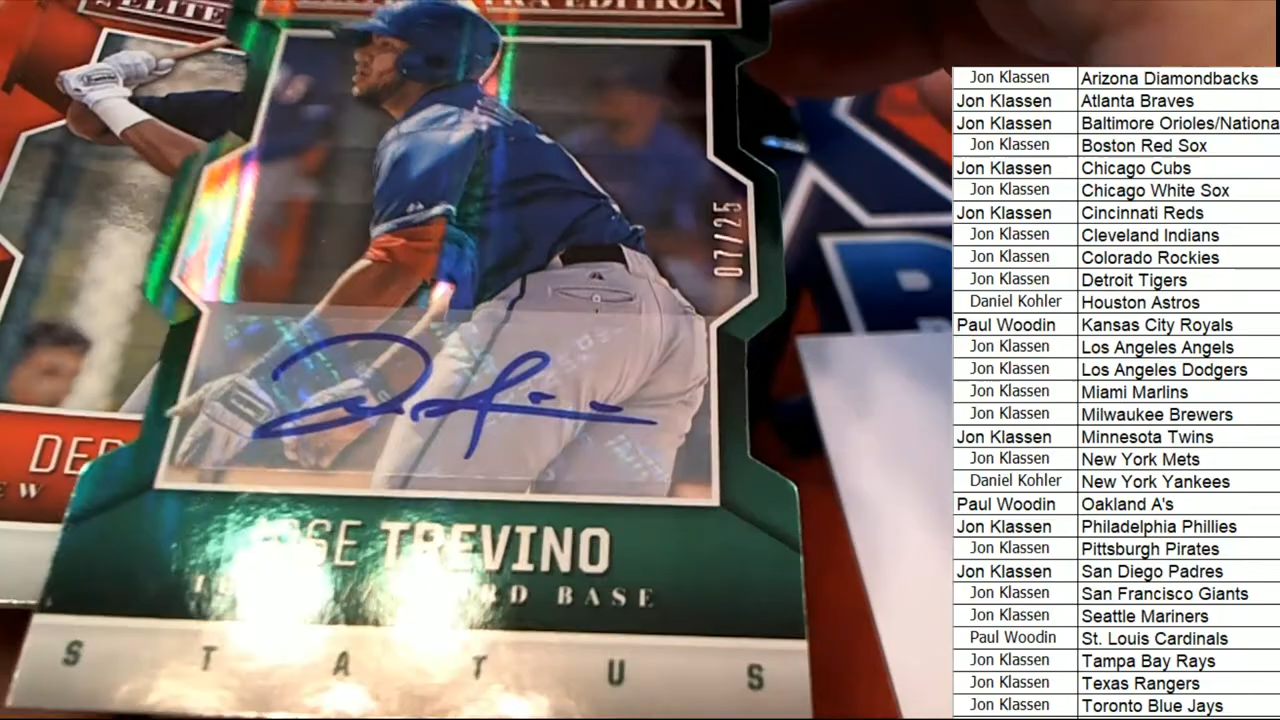 ELITE
EDITION
07/25
DE
EW
SE TREVINO
RD BASE
STATUS
Jon Klassen Arizona Diamondbacks
Jon Klassen Atlanta Braves
Jon Klassen Baltimore Orioles/Nationa
Jon Klassen Boston Red Sox
Jon Klassen Chicago Cubs
Jon Klassen Chicago White Sox
Jon Klassen Cincinnati Reds
Jon Klassen Cleveland Indians
Jon Klassen Colorado Rockies
Jon Klassen Detroit Tigers
Daniel Kohler Houston Astros
Paul Woodin Kansas City Royals
Jon Klassen Los Angeles Angels
Jon Klassen Los Angeles Dodgers
Jon Klassen Miami Marlins
Jon Klassen Milwaukee Brewers
Jon Klassen Minnesota Twins
Jon Klassen New York Mets
Daniel Kohler New York Yankees
Paul Woodin Oakland A's
Jon Klassen Philadelphia Phillies
Jon Klassen Pittsburgh Pirates
Jon Klassen San Diego Padres
Jon Klassen San Francisco Giants
Jon Klassen Seattle Mariners
Paul Woodin St. Louis Cardinals
Jon Klassen Tampa Bay Rays
Jon Klassen Texas Rangers
Jon Klassen Toronto Blue Jays